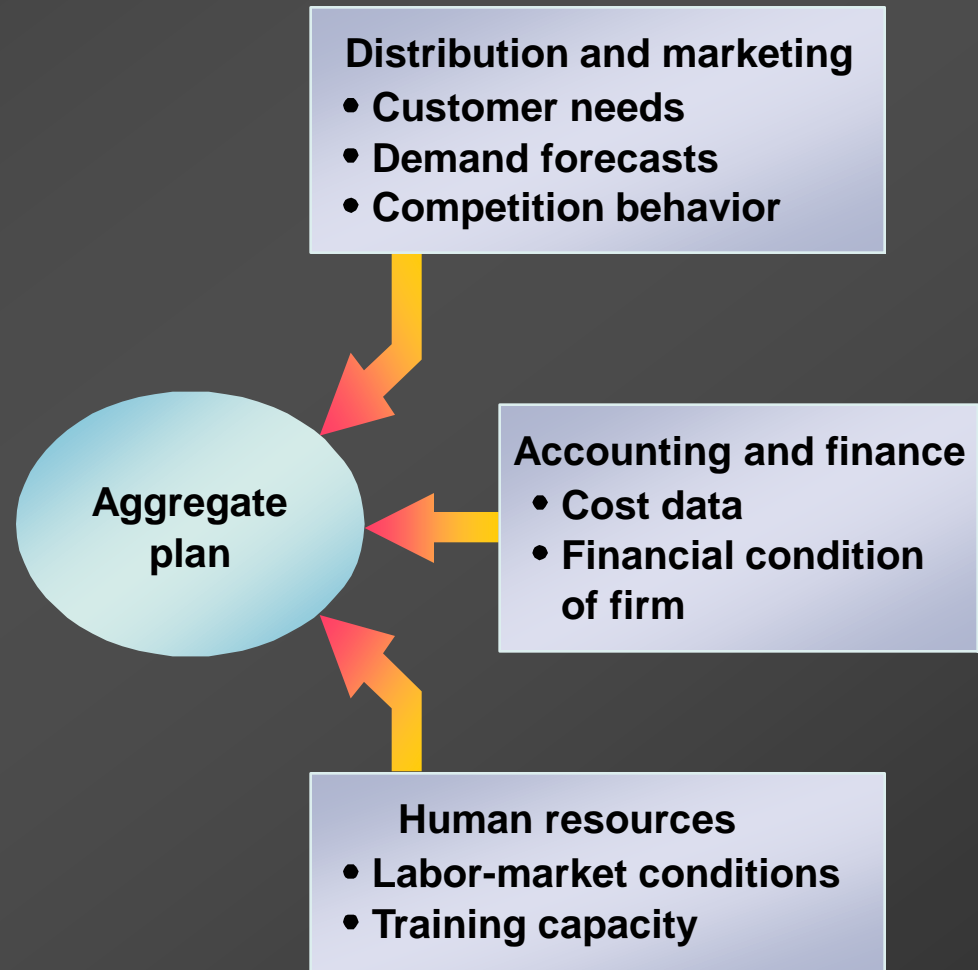 Distribution and marketing
• Customer needs
• Demand forecasts
• Competition behavior
Aggregate
plan
Accounting and finance
• Cost data
• Financial condition
of firm
Human resources
• Labor-market conditions
• Training capacity